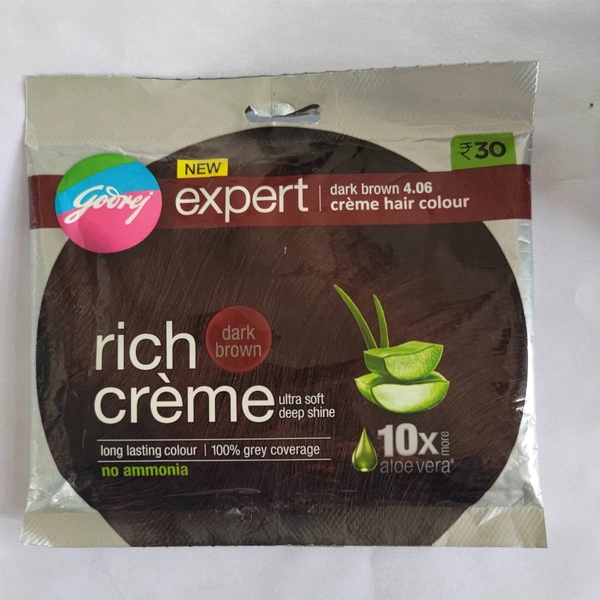 ₹30
Godrej
NEW
expert
dark brown 4.06
crème hair colour
rich
crème
dark
brown
ultra soft
deep shine
long lasting colour | 100% grey coverage
no ammonia
10x more
aloe vera*